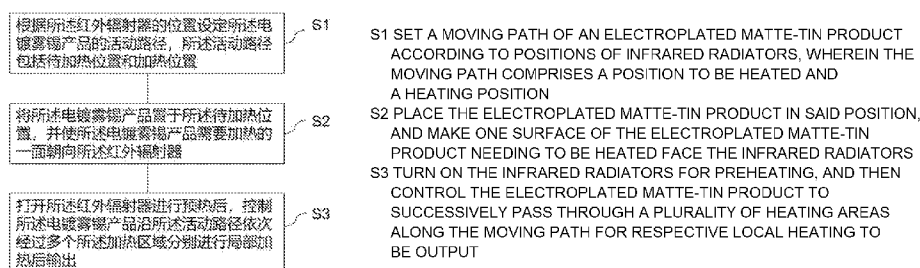 根据所述红外辐射器的位置设定所述电
镀雾锡产品的活动路径，所述活动路径
包括待加热位置和加热位置
S1
将所述电镀雾锡产品置于所述待加热位
置，并使所述电镀雾锡产品需要加热的
一面朝向所述红外辐射器
S2
打开所述红外辐射器进行预热后，控制
所述电镀雾锡产品沿所述活动路径依次
经过多个所述加热区域分别进行局部加
热后输出
S3
S1 SET A MOVING PATH OF AN ELECTROPLATED MATTE-TIN PRODUCT
ACCORDING TO POSITIONS OF INFRARED RADIATORS, WHEREIN THE
MOVING PATH COMPRISES A POSITION TO BE HEATED AND
A HEATING POSITION
S2 PLACE THE ELECTROPLATED MATTE-TIN PRODUCT IN SAID POSITION,
AND MAKE ONE SURFACE OF THE ELECTROPLATED MATTE-TIN
PRODUCT NEEDING TO BE HEATED FACE THE INFRARED RADIATORS
S3 TURN ON THE INFRARED RADIATORS FOR PREHEATING, AND THEN
CONTROL THE ELECTROPLATED MATTE-TIN PRODUCT TO
SUCCESSIVELY PASS THROUGH A PLURALITY OF HEATING AREAS
ALONG THE MOVING PATH FOR RESPECTIVE LOCAL HEATING TO
BE OUTPUT